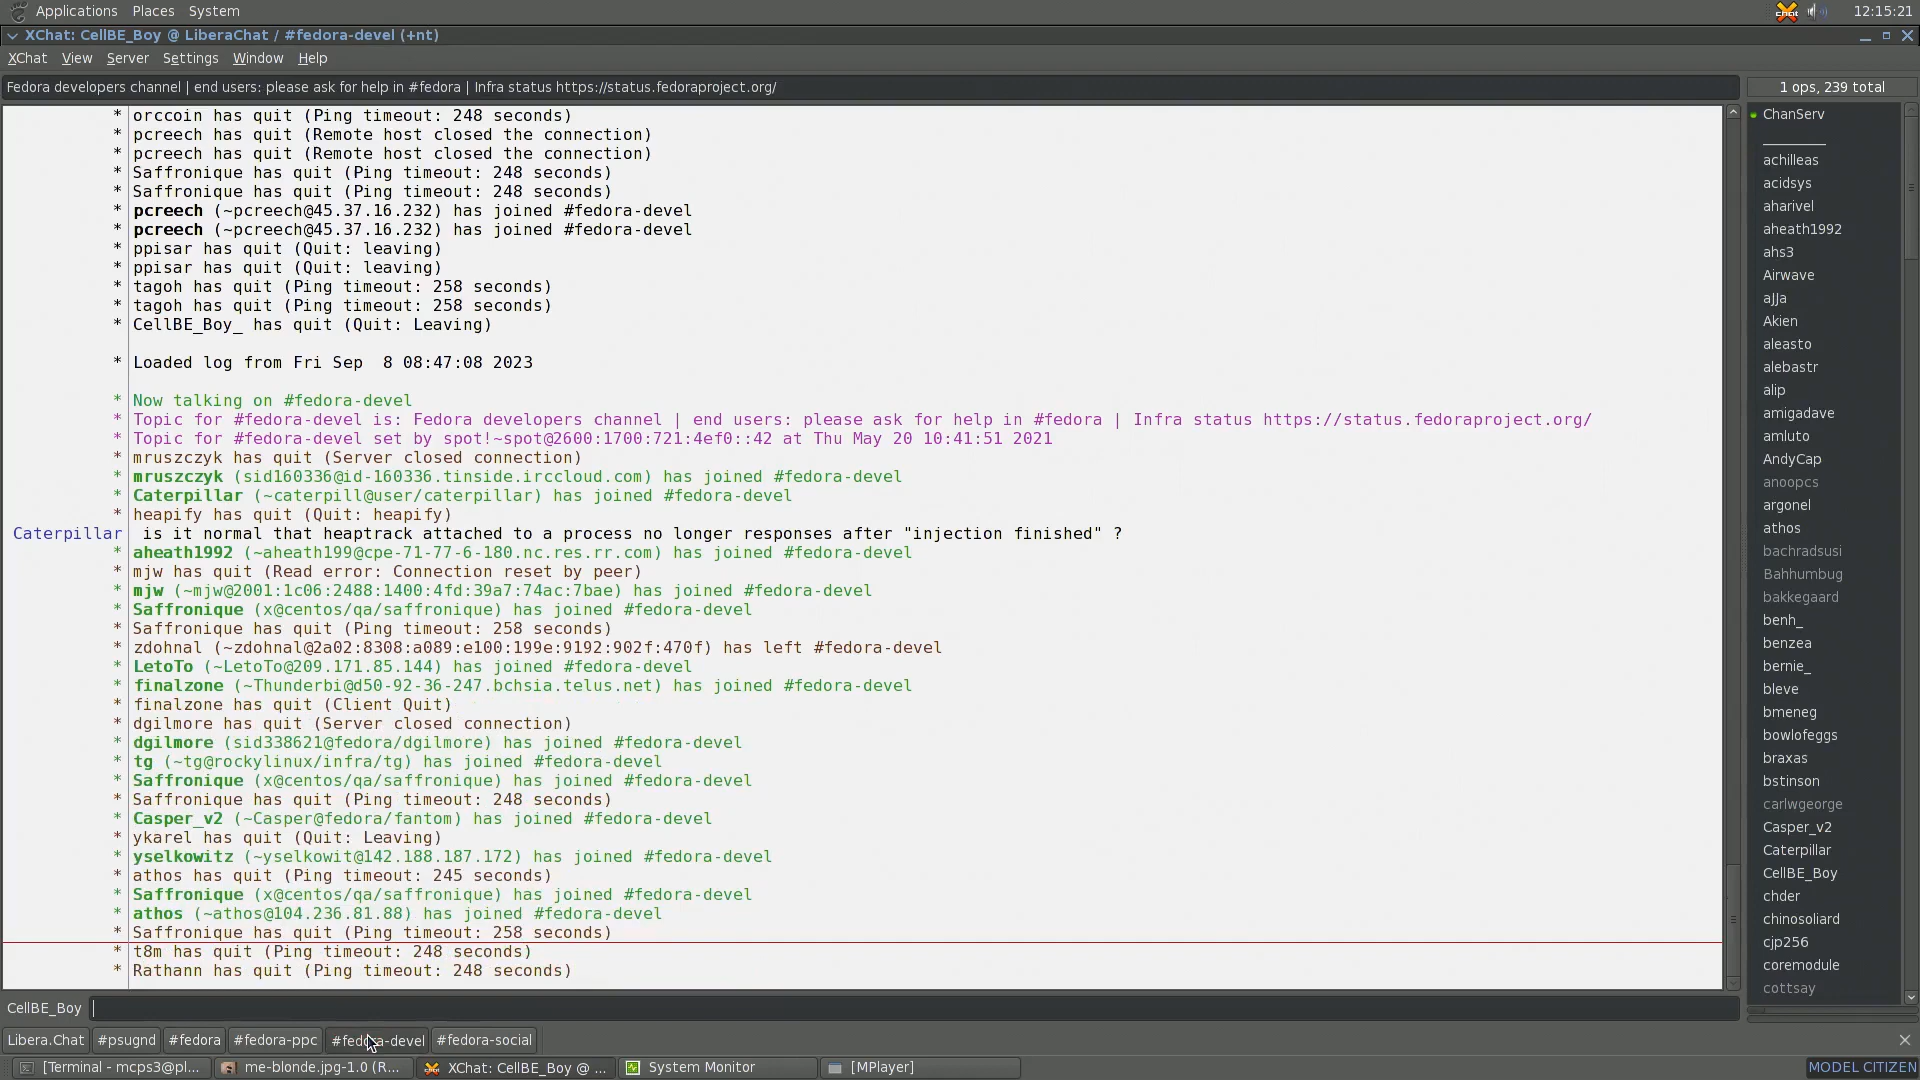 Applications Places System 12:15:21
XChat: CellBE_Boy @ LiberaChat / #fedora-devel (+nt)
XChat View Server Settings Window Help
Fedora developers channel | end users: please ask for help in #fedora | Infra status https://status.fedoraproject.org/
1 ops, 239 total
* orccoin has quit (Ping timeout: 248 seconds)
* pcreech has quit (Remote host closed the connection)
* pcreech has quit (Remote host closed the connection)
* Saffronique has quit (Ping timeout: 248 seconds)
* Saffronique has quit (Ping timeout: 248 seconds)
* pcreech (~pcreech@45.37.16.232) has joined #fedora-devel
* pcreech (~pcreech@45.37.16.232) has joined #fedora-devel
* ppisar has quit (Quit: leaving)
* ppisar has quit (Quit: leaving)
* tagoh has quit (Ping timeout: 258 seconds)
* tagoh has quit (Ping timeout: 258 seconds)
* CellBE_Boy_ has quit (Quit: Leaving)
* Loaded log from Fri Sep  8 08:47:08 2023
* Now talking on #fedora-devel
* Topic for #fedora-devel is: Fedora developers channel | end users: please ask for help in #fedora | Infra status https://status.fedoraproject.org/
* Topic for #fedora-devel set by spot!~spot@2600:1700:721:4ef0::42 at Thu May 20 10:41:51 2021
* mruszczyk has quit (Server closed connection)
* mruszczyk (sid160336@id-160336.tinside.irccloud.com) has joined #fedora-devel
* Caterpillar (~caterpill@user/caterpillar) has joined #fedora-devel
* heapify has quit (Quit: heapify)
Caterpillar is it normal that heaptrack attached to a process no longer responses after "injection finished" ?
* aheath1992 (~aheath199@cpe-71-77-6-180.nc.res.rr.com) has joined #fedora-devel
* mjw has quit (Read error: Connection reset by peer)
* mjw (~mjw@2001:1c06:2488:1400:4fd:39a7:74ac:7bae) has joined #fedora-devel
* Saffronique (x@centos/qa/saffronique) has joined #fedora-devel
* Saffronique has quit (Ping timeout: 258 seconds)
* zdohnal (~zdohnal@2a02:8308:a089:e100:199e:9192:902f:470f) has left #fedora-devel
* LetoTo (~LetoTo@209.171.85.144) has joined #fedora-devel
* finalzone (~Thunderbi@d50-92-36-247.bchsia.telus.net) has joined #fedora-devel
* finalzone has quit (Client Quit)
* dgilmore has quit (Server closed connection)
* dgilmore (sid338621@fedora/dgilmore) has joined #fedora-devel
* tg (~tg@rockylinux/infra/tg) has joined #fedora-devel
* Saffronique (x@centos/qa/saffronique) has joined #fedora-devel
* Saffronique has quit (Ping timeout: 248 seconds)
* Casper_v2 (~Casper@fedora/fantom) has joined #fedora-devel
* ykarel has quit (Quit: Leaving)
* yselkowitz (~yselkowit@142.188.187.172) has joined #fedora-devel
* athos has quit (Ping timeout: 245 seconds)
* Saffronique (x@centos/qa/saffronique) has joined #fedora-devel
* athos (~athos@104.236.81.88) has joined #fedora-devel
* Saffronique has quit (Ping timeout: 258 seconds)
* t8m has quit (Ping timeout: 248 seconds)
* Rathann has quit (Ping timeout: 248 seconds)
ChanServ
________
achilleas
acidsys
aharivel
aheath1992
ahs3
Airwave
aJJa
Akien
aleasto
alebastr
alip
amigadave
amluto
AndyCap
anoopcs
argonel
athos
bachradsusi
Bahhumbug
bakkegaard
benh_
benzea
bernie_
bleve
bmeneg
bowlofeggs
braxas
bstinson
carlwgeorge
Casper_v2
Caterpillar
CellBE_Boy
chder
chinosoliard
cjp256
coremodule
cottsay
CellBE_Boy
Libera.Chat #psugnd #fedora #fedora-ppc #fedora-devel #fedora-social
[Terminal - mcps3@pl... me-blonde.jpg-1.0 (R... XChat: CellBE_Boy @ ... System Monitor [MPlayer] MODEL CITIZEN